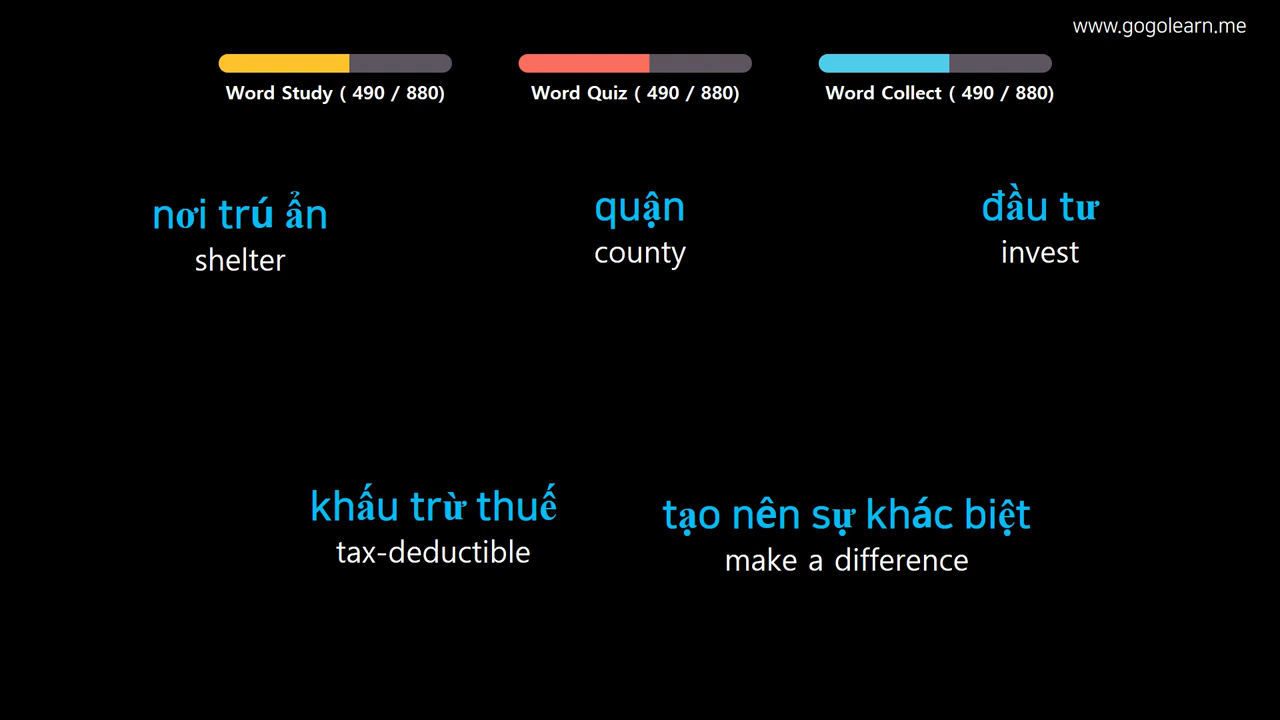 www.gogolearn.me
Word Study ( 490 / 880)
Word Quiz ( 490 / 880)
Word Collect ( 490 / 880)
nơi trú ẩn
shelter
quận
county
đầu tư
invest
khấu trừ thuế
tax-deductible
tạo nên sự khác biệt
make a difference